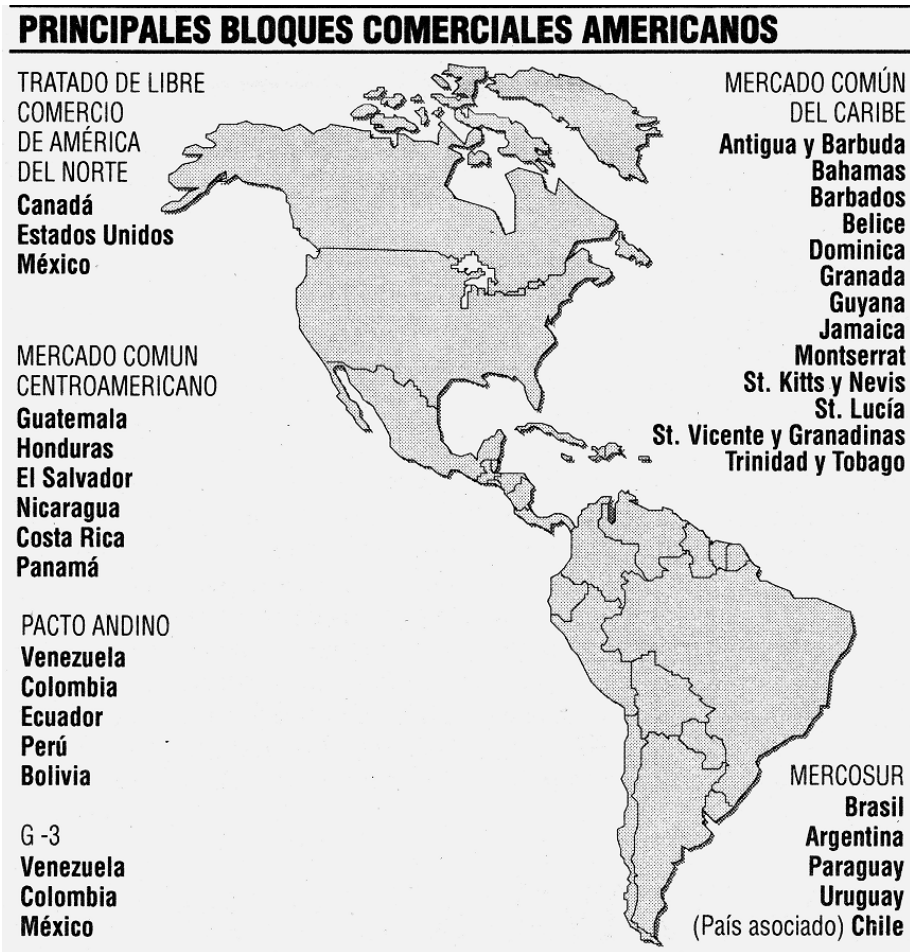 PRINCIPALES BLOQUES COMERCIALES AMERICANOS
TRATADO DE LIBRE
COMERCIO
DE AMÉRICA
DEL NORTE
Canadá
Estados Unidos
México
MERCADO COMUN
CENTROAMERICANO
Guatemala
Honduras
El Salvador
Nicaragua
Costa Rica
Panamá
PACTO ANDINO
Venezuela
Colombia
Ecuador
Perú
Bolivia
G -3
Venezuela
Colombia
México
MERCADO COMÚN
DEL CARIBE
Antigua y Barbuda
Bahamas
Barbados
Belice
Dominica
Granada
Guyana
Jamaica
Montserrat
St. Kitts y Nevis
St. Lucía
St. Vicente y Granadinas
Trinidad y Tobago
MERCOSUR
Brasil
Argentina
Paraguay
Uruguay
(País asociado) Chile